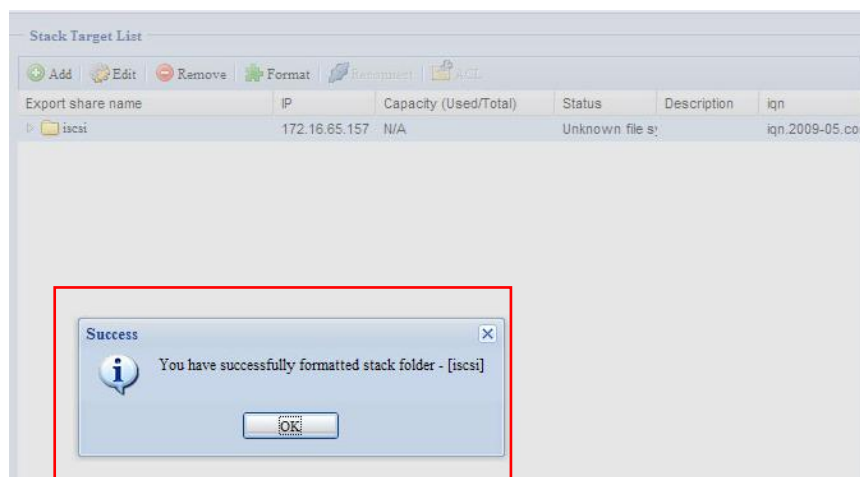 Stack Target List
Add Edit Remove Format Reconnect ACL
Export share name IP Capacity (Used/Total) Status Description iqn
iscsi 172.16.65.157 N/A Unknown file sy iqn.2009-05.co
Success
You have successfully formatted stack folder - [iscsi]
OK